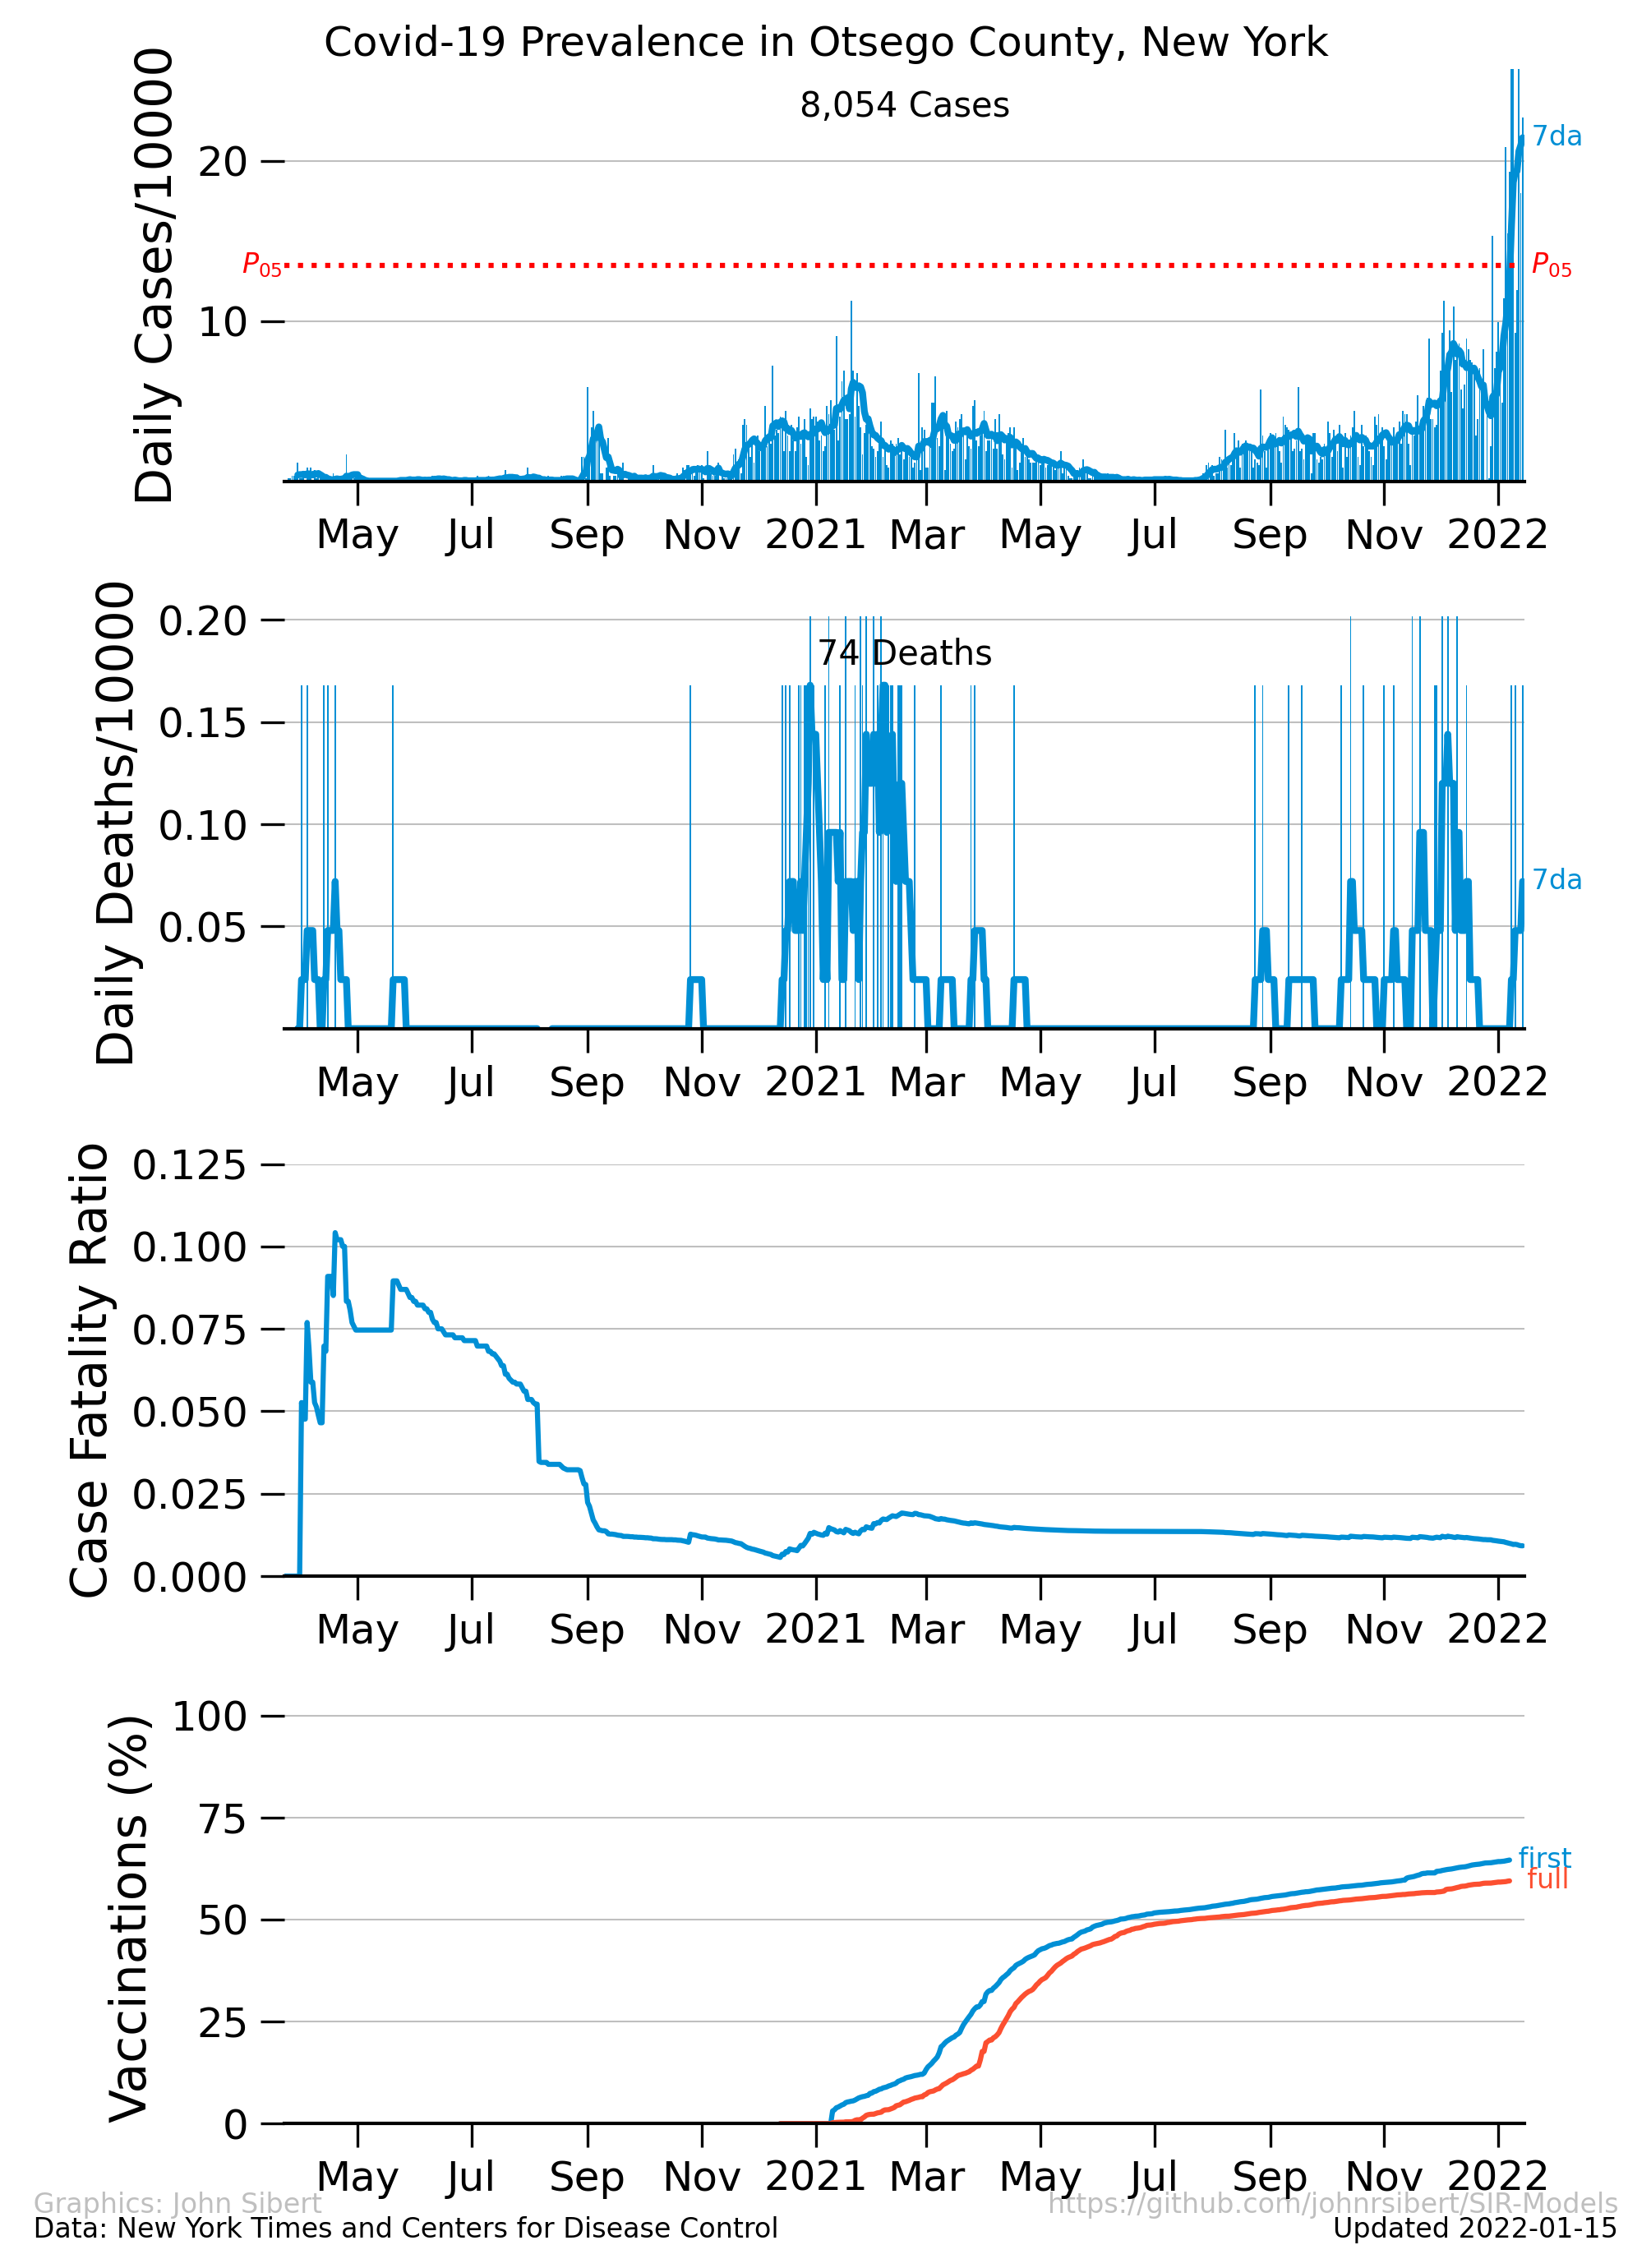 Covid-19 Prevalence in Otsego County, New York
8,054 Cases
Daily Cases/10000
20
10
P05
P05
7da
May Jul Sep Nov 2021 Mar May Jul Sep Nov 2022
74 Deaths
Daily Deaths/10000
0.20
0.15
0.10
0.05
7da
May Jul Sep Nov 2021 Mar May Jul Sep Nov 2022
Case Fatality Ratio
0.125
0.100
0.075
0.050
0.025
0.000
May Jul Sep Nov 2021 Mar May Jul Sep Nov 2022
Vaccinations (%)
100
75
50
25
0
first
full
May Jul Sep Nov 2021 Mar May Jul Sep Nov 2022
Graphics: John Sibert https://github.com/johnrsibert/SIR-Models
Data: New York Times and Centers for Disease Control Updated 2022-01-15